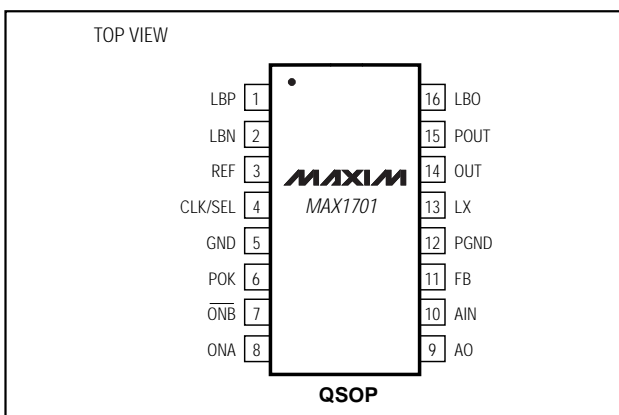 TOP VIEW
LBP 1
LBN 2
REF 3
CLK/SEL 4
GND 5
POK 6
ONB 7
ONA 8
MAXIM
MAX1701
16 LBO
15 POUT
14 OUT
13 LX
12 PGND
11 FB
10 AIN
9 AO
QSOP